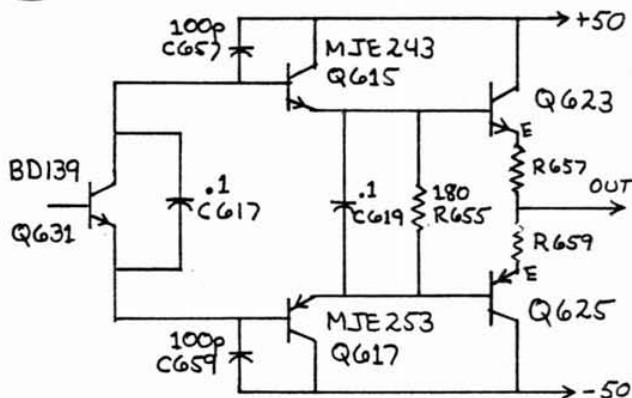 100p
C657
MJE243
Q615
+50
Q623
E
R657
BD139
Q631
.1
C617
.1
C619
180
R655
OUT
R659
E
Q625
MJE253
Q617
100p
C659
-50